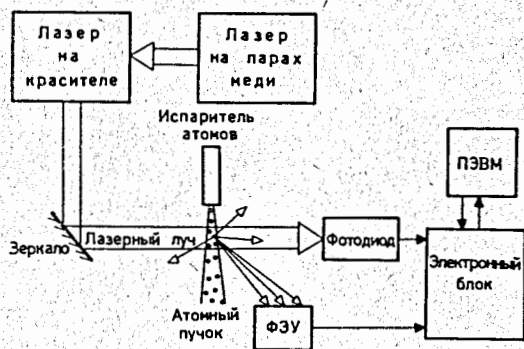 Лазер
на
красителе
Лазер
на парах
меди
Испаритель
атомов
ПЭВМ
Зеркало
Лазерный луч
Фотодиод
Электронный
блок
Атомный
пучок
ФЭУ